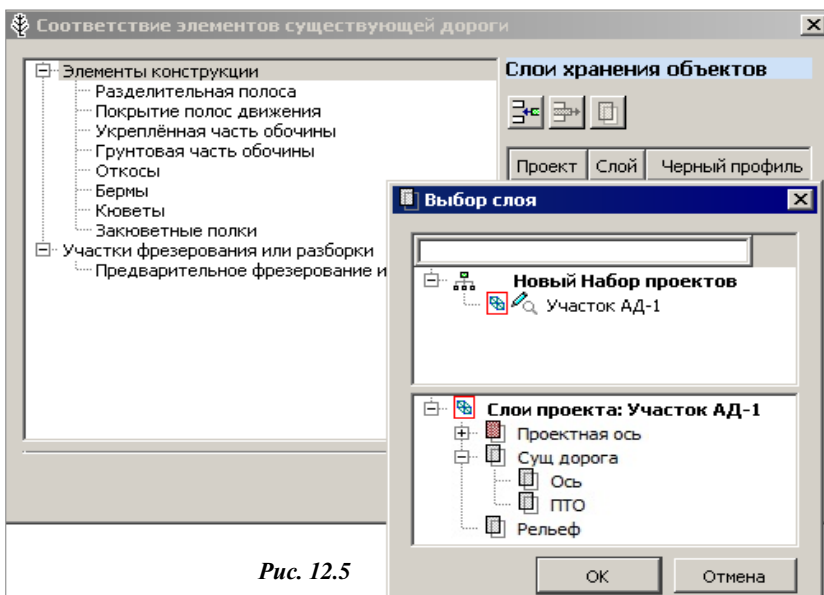 Соответствие элементов существующей дороги
Элементы конструкции
Разделительная полоса
Покрытие полос движения
Укреплённая часть обочины
Грунтовая часть обочины
Откосы
Бермы
Кюветы
Закюветные полки
Участки фрезерования или разборки
Предварительное фрезерование и
Слои хранения объектов
Проект Слой Черный профиль
Выбор слоя
Новый Набор проектов
Участок АД-1
Слои проекта: Участок АД-1
Проектная ось
Сущ дорога
Ось
ПТО
Рельеф
ОК Отмена
Рис. 12.5